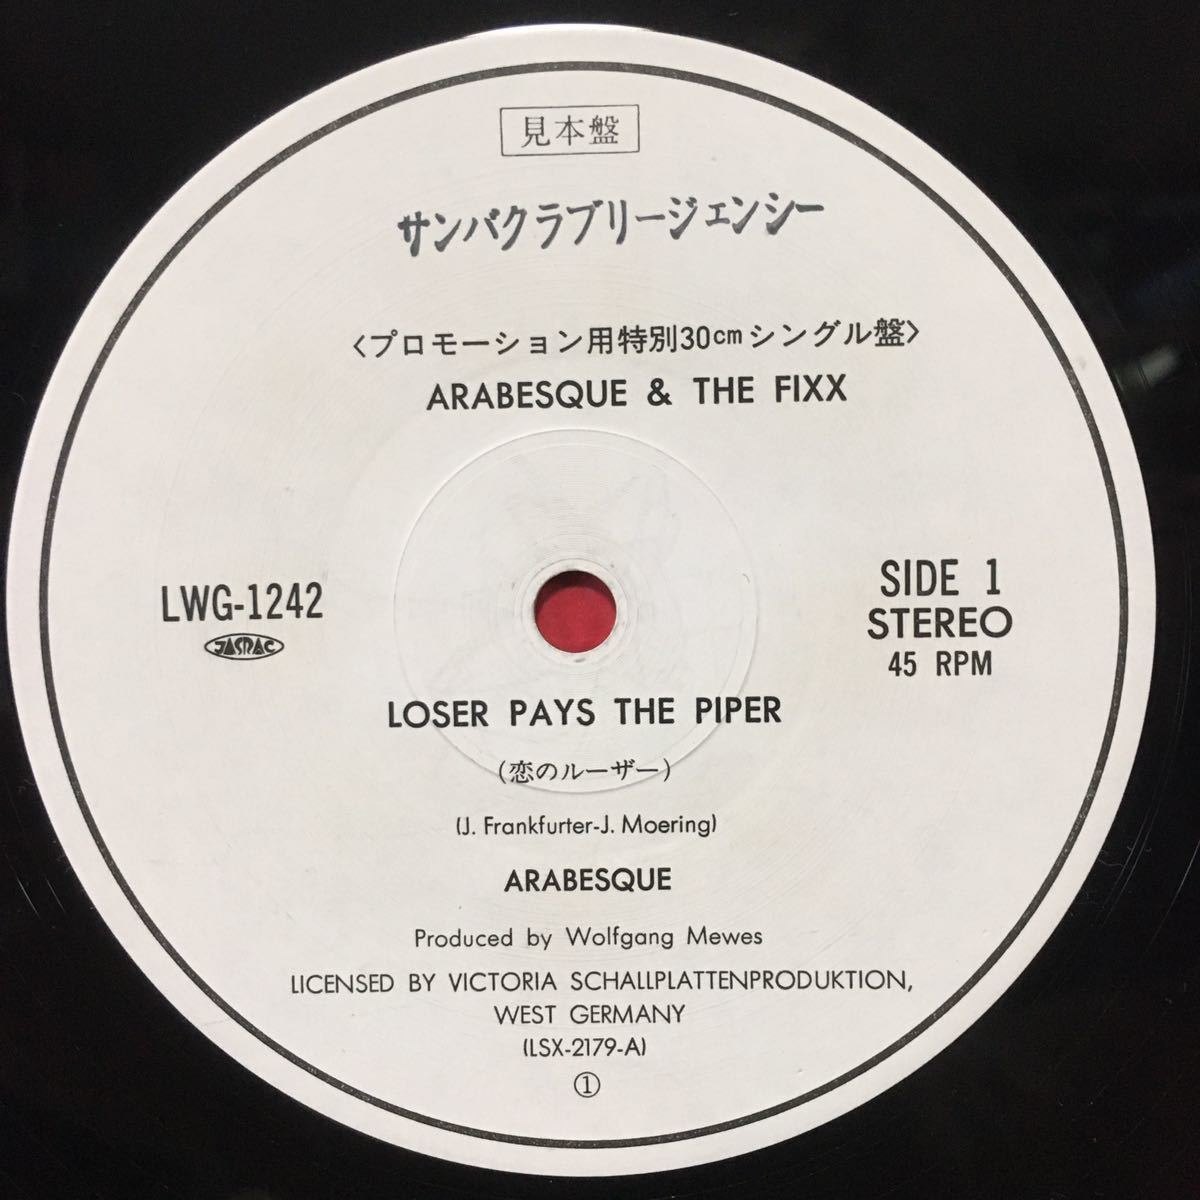 見本盤
サンバクラブリージェンシー
〈プロモーション用特別30cmシングル盤〉
ARABESQUE & THE FIXX
LWG-1242
JASRAC
SIDE 1
STEREO
45 RPM
LOSER PAYS THE PIPER
(恋のルーザー)
(J. Frankfurter-J. Moering)
ARABESQUE
Produced by Wolfgang Mewes
LICENSED BY VICTORIA SCHALLPLATTENPRODUKTION,
WEST GERMANY
(LSX-2179-A)
①